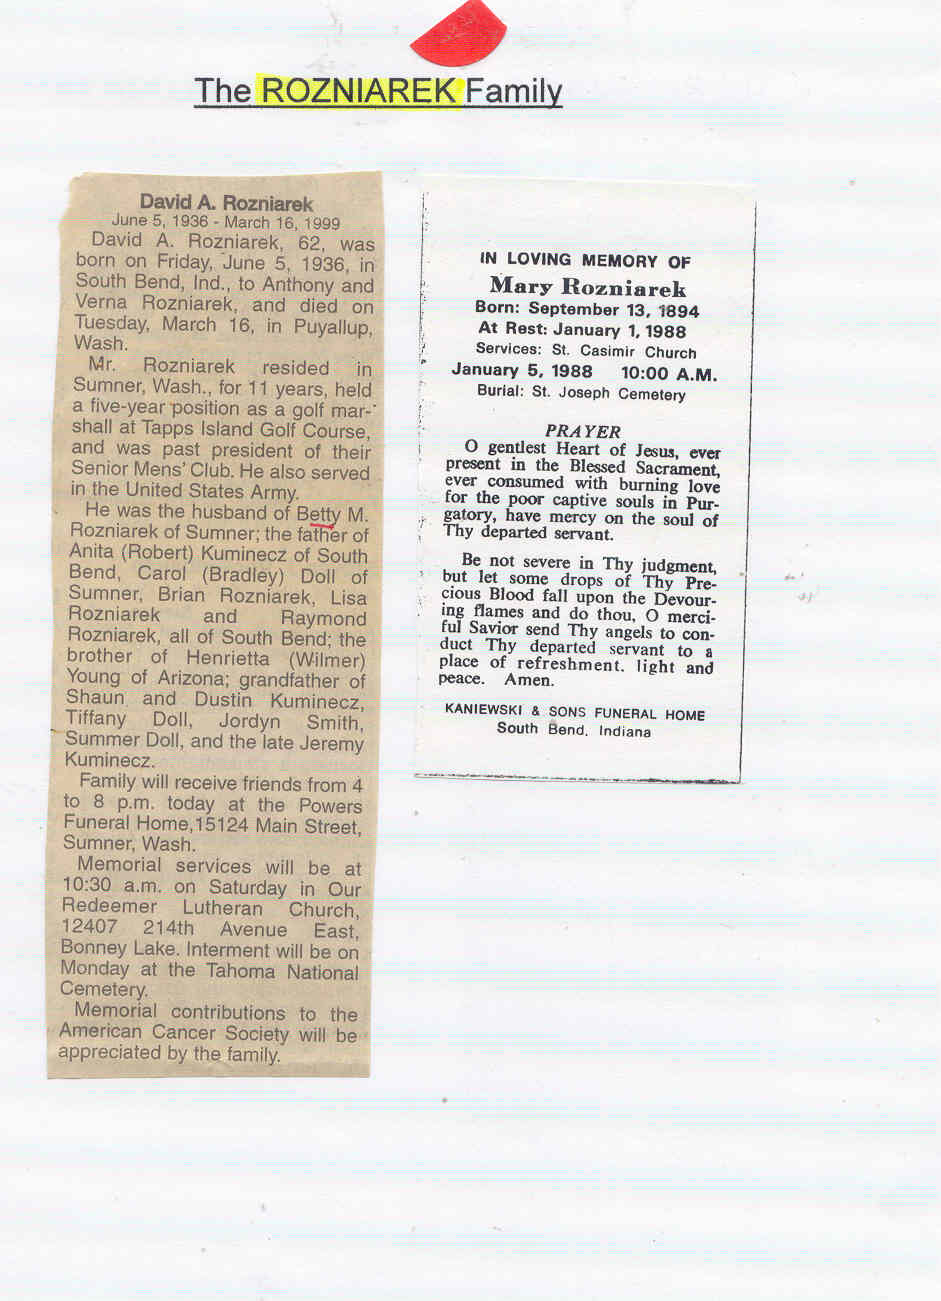 The ROZNIAREK Family
David A. Rozniarek
June 5, 1936 - March 16, 1999
David A. Rozniarek, 62, was
born on Friday, June 5, 1936, in
South Bend, Ind., to Anthony and
Verna Rozniarek, and died on
Tuesday, March 16, in Puyallup,
Wash.
Mr. Rozniarek resided in
Sumner, Wash., for 11 years, held
a five-year position as a golf mar-
shall at Tapps Island Golf Course,
and was past president of their
Senior Mens' Club. He also served
in the United States Army.
He was the husband of Betty M.
Rozniarek of Sumner; the father of
Anita (Robert) Kuminecz of South
Bend, Carol (Bradley) Doll of
Sumner, Brian Rozniarek, Lisa
Rozniarek and Raymond
Rozniarek, all of South Bend; the
brother of Henrietta (Wilmer)
Young of Arizona; grandfather of
Shaun and Dustin Kuminecz,
Tiffany Doll, Jordyn Smith,
Summer Doll, and the late Jeremy
Kuminecz.
Family will receive friends from 4
to 8 p.m. today at the Powers
Funeral Home,15124 Main Street,
Sumner, Wash.
Memorial services will be at
10:30 a.m. on Saturday in Our
Redeemer Lutheran Church,
12407 214th Avenue East,
Bonney Lake. Interment will be on
Monday at the Tahoma National
Cemetery.
Memorial contributions to the
American Cancer Society will be
appreciated by the family.
IN LOVING MEMORY OF
Mary Rozniarek
Born: September 13, 1894
At Rest: January 1, 1988
Services: St. Casimir Church
January 5, 1988 10:00 A.M.
Burial: St. Joseph Cemetery
PRAYER
O gentlest Heart of Jesus, ever
present in the Blessed Sacrament,
ever consumed with burning love
for the poor captive souls in Pur-
gatory, have mercy on the soul of
Thy departed servant.
Be not severe in Thy judgment,
but let some drops of Thy Pre-
cious Blood fall upon the Devour-
ing flames and do thou, O merci-
ful Savior send Thy angels to con-
duct Thy departed servant to a
place of refreshment. light and
peace. Amen.
KANIEWSKI & SONS FUNERAL HOME
South Bend, Indiana